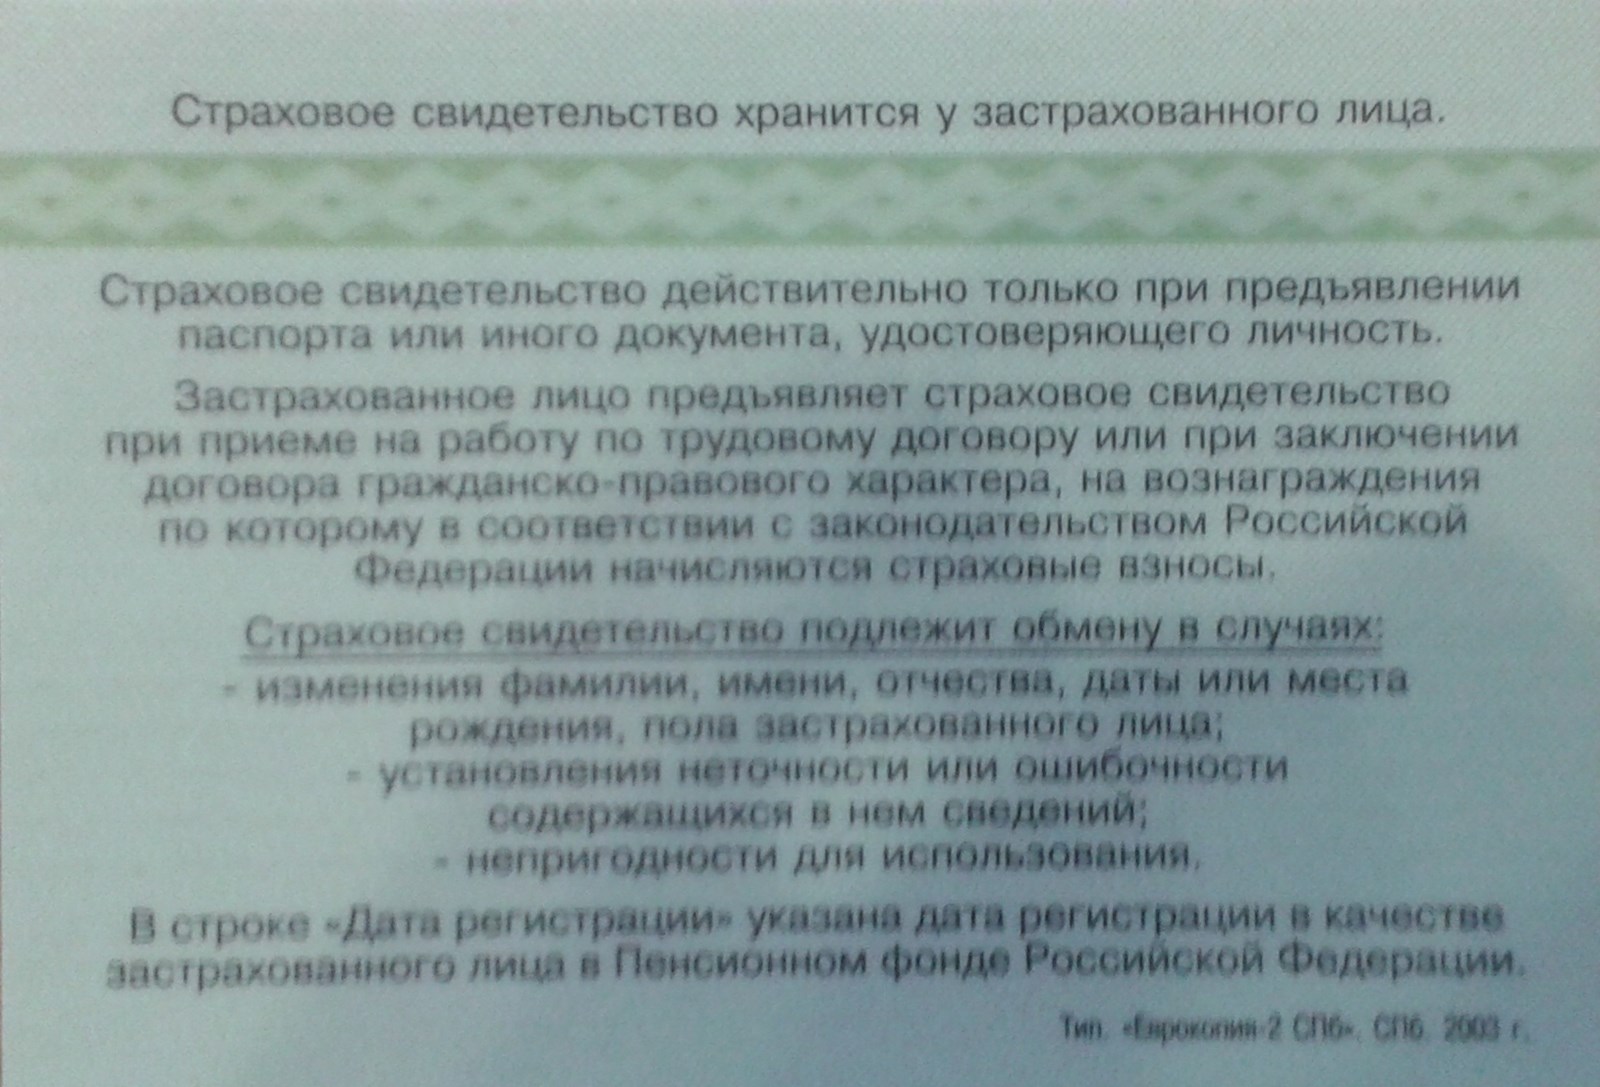 Страховое свидетельство хранится у застрахованного лица.
Страховое свидетельство действительно только при предъявлении
паспорта или иного документа, удостоверяющего личность.
Застрахованное лицо предъявляет страховое свидетельство
при приеме на работу по трудовому договору или при заключении
договора гражданско-правового характера, на вознаграждения
по которому в соответствии с законодательством Российской
Федерации начисляются страховые взносы.
Страховое свидетельство подлежит обмену в случаях:
- изменения фамилии, имени, отчества, даты или места
рождения, пола застрахованного лица;
- установления неточности или ошибочности
содержащихся в нем сведений;
- непригодности для использования.
В строке «Дата регистрации» указана дата регистрации в качестве
застрахованного лица в Пенсионном фонде Российской Федерации.
Тип. «Еврокопия-2 СПб». СПб. 2003 г.